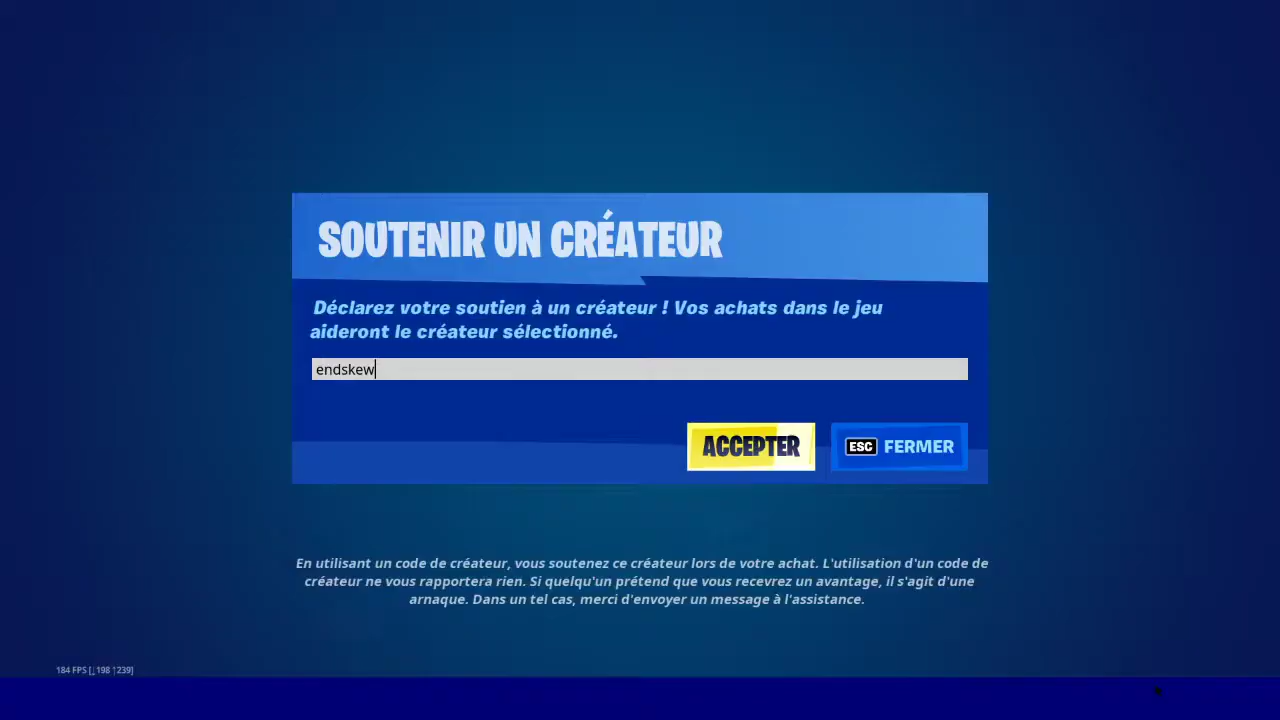 SOUTENIR UN CRÉATEUR
Déclarez votre soutien à un créateur ! Vos achats dans le jeu
aideront le créateur sélectionné.
endskew
ACCEPTER
ESC FERMER
En utilisant un code de créateur, vous soutenez ce créateur lors de votre achat. L'utilisation d'un code de
créateur ne vous rapportera rien. Si quelqu'un prétend que vous recevrez un avantage, il s'agit d'une
arnaque. Dans un tel cas, merci d'envoyer un message à l'assistance.
184 FPS [↓198 ↑239]